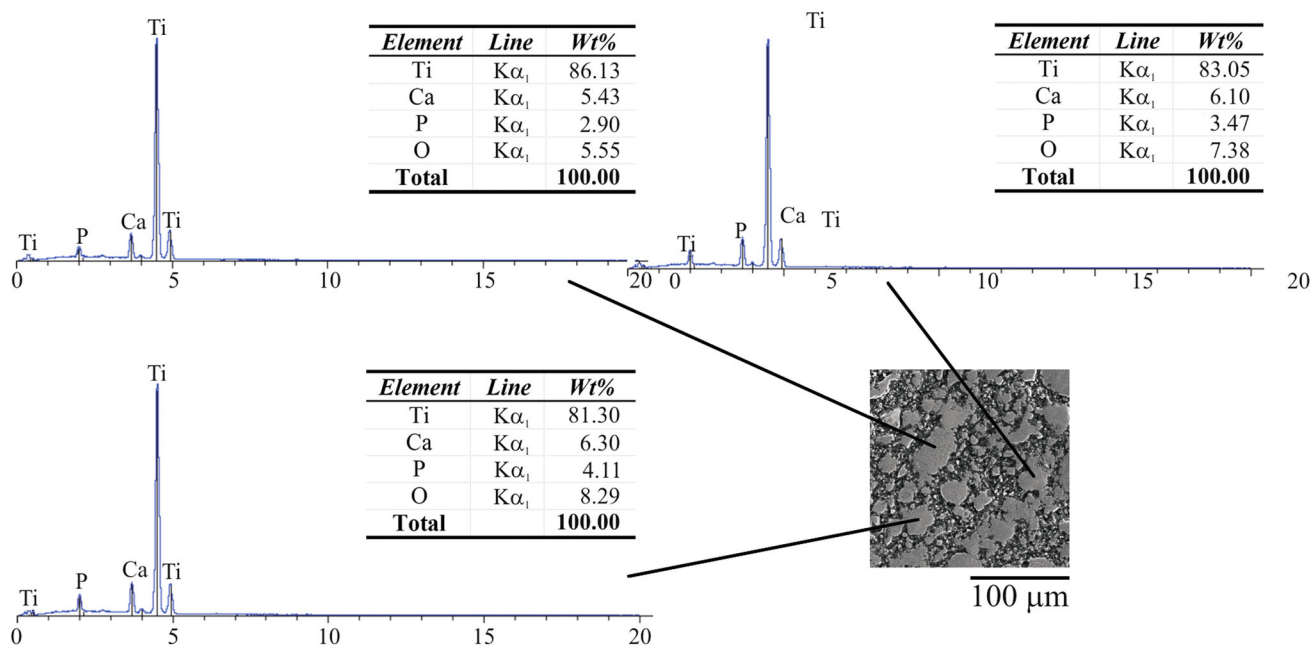 Ti
Element Line Wt%
Ti Kα₁ 86.13
Ca Kα₁ 5.43
P Kα₁ 2.90
O Kα₁ 5.55
Total 100.00
Ti P Ca Ti
0 5 10 15 20
Ti
Element Line Wt%
Ti Kα₁ 83.05
Ca Kα₁ 6.10
P Kα₁ 3.47
O Kα₁ 7.38
Total 100.00
Ti P Ca Ti
0 5 10 15 20
Ti
Element Line Wt%
Ti Kα₁ 81.30
Ca Kα₁ 6.30
P Kα₁ 4.11
O Kα₁ 8.29
Total 100.00
Ti P Ca Ti
0 5 10 15 20
100 μm